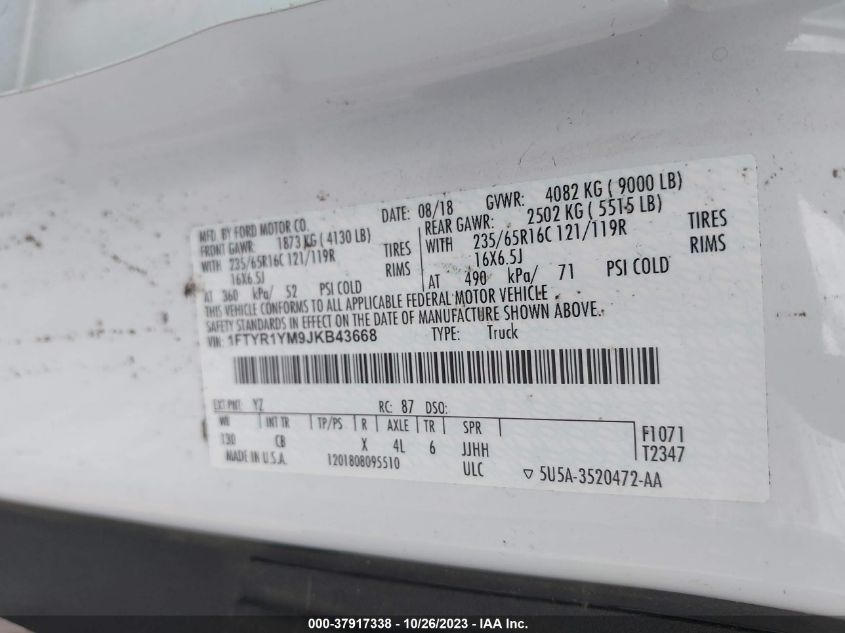 MFD. BY FORD MOTOR CO. DATE: 08/18 GVWR: 4082 KG ( 9000 LB)
FRONT GAWR: 1873 KG ( 4130 LB) REAR GAWR: 2502 KG ( 5515 LB)
WITH 235/65R16C 121/119R TIRES WITH 235/65R16C 121/119R TIRES
16X6.5J RIMS 16X6.5J RIMS
AT 360 kPa/ 52 PSI COLD AT 490 kPa/ 71 PSI COLD
THIS VEHICLE CONFORMS TO ALL APPLICABLE FEDERAL MOTOR VEHICLE
SAFETY STANDARDS IN EFFECT ON THE DATE OF MANUFACTURE SHOWN ABOVE.
VIN: 1FTYR1YM9JKB43668 TYPE: Truck
EXT PNT: YZ RC: 87 DSO:
WB INT TR TP/PS R AXLE TR SPR
130 CB X 4L 6 JJHH
F1071
T2347
MADE IN U.S.A. 1201808095510 ULC 5U5A-3520472-AA
000-37917338 - 10/26/2023 - IAA Inc.